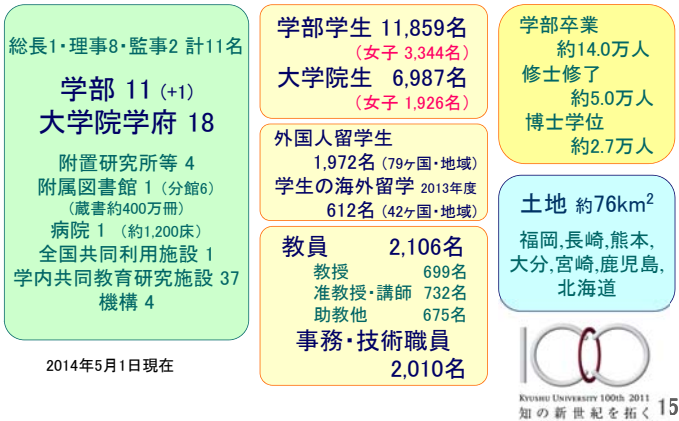 総長1・理事8・監事2 計11名
学部 11 (+1)
大学院学府 18
附置研究所等 4
附属図書館 1 (分館6)
(蔵書約400万冊)
病院 1 (約1,200床)
全国共同利用施設 1
学内共同教育研究施設 37
機構 4
2014年5月1日現在
学部学生 11,859名
(女子 3,344名)
大学院生 6,987名
(女子 1,926名)
外国人留学生
1,972名 (79ヶ国・地域)
学生の海外留学 2013年度
612名 (42ヶ国・地域)
教員 2,106名
教授 699名
准教授・講師 732名
助教他 675名
事務・技術職員
2,010名
学部卒業
約14.0万人
修士修了
約5.0万人
博士学位
約2.7万人
土地 約76km2
福岡,長崎,熊本,
大分,宮崎,鹿児島,
北海道
100
KYUSHU UNIVERSITY 100th 2011
知の新世紀を拓く
15